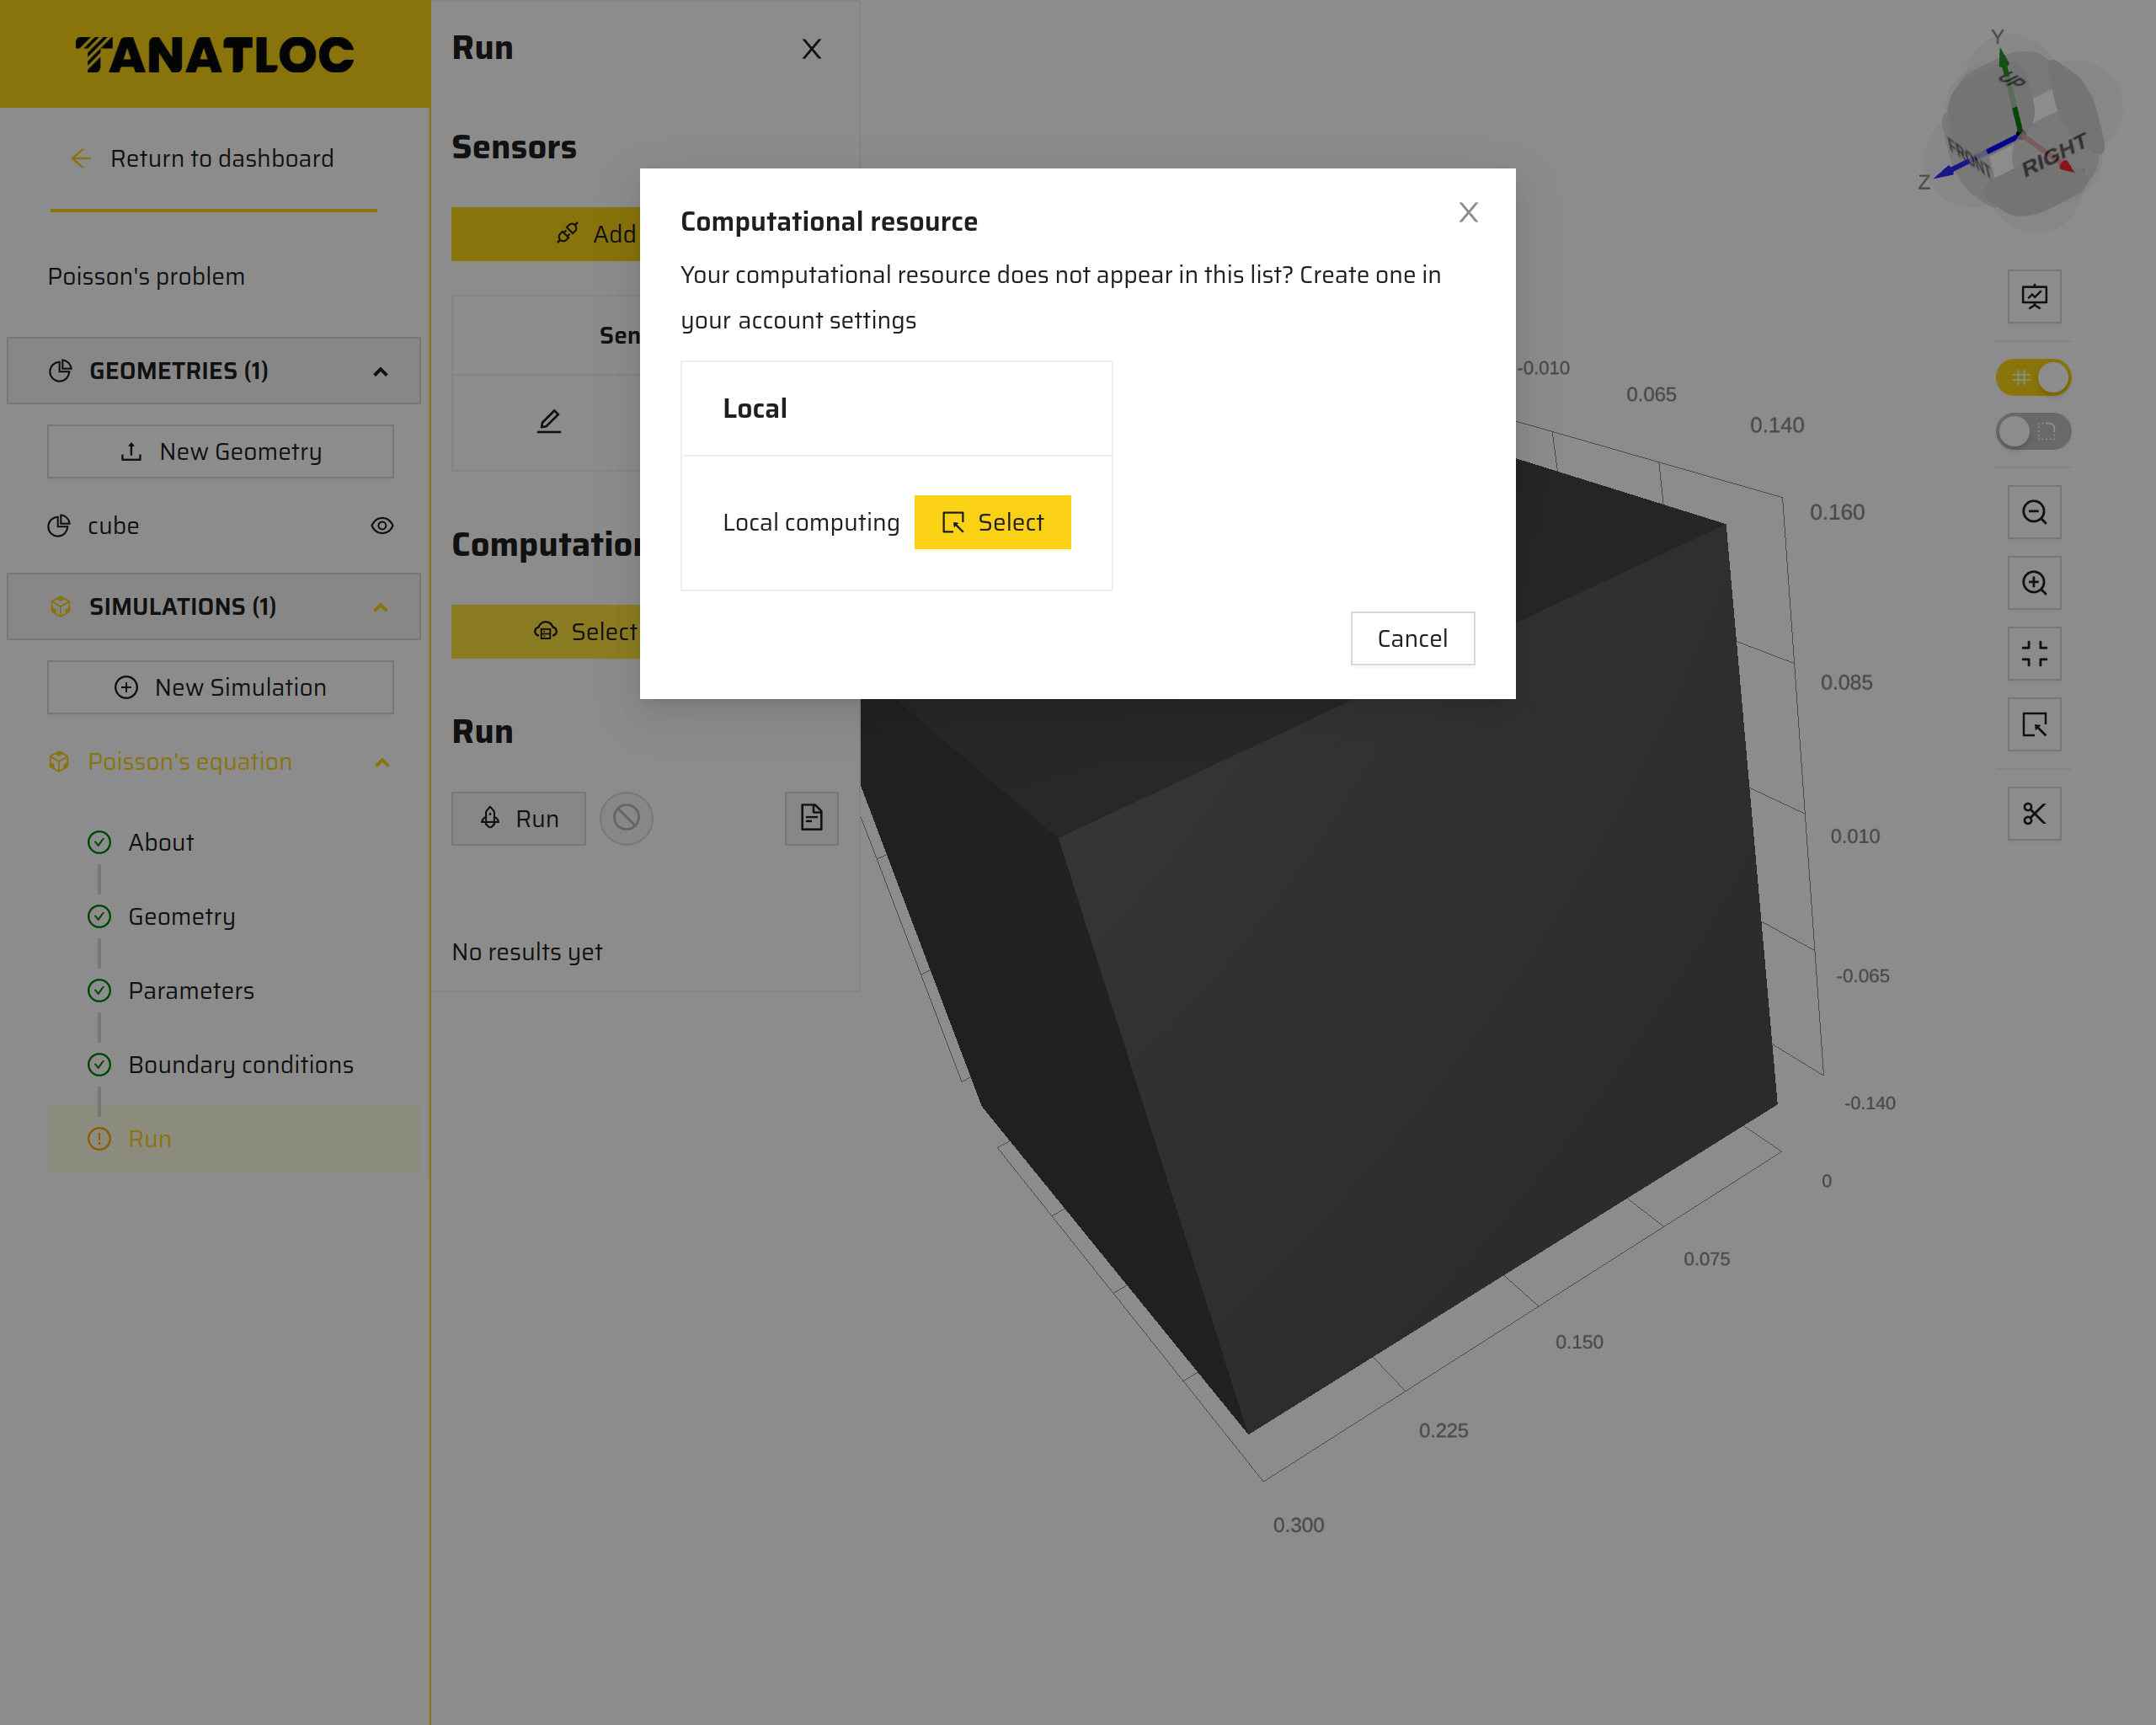 TANATLOC
Return to dashboard
Poisson's problem
GEOMETRIES (1)
New Geometry
cube
SIMULATIONS (1)
New Simulation
Poisson's equation
About
Geometry
Parameters
Boundary conditions
Run
Run
Sensors
Add
Sen
Computation
Select
Run
Run
No results yet
Computational resource
Your computational resource does not appear in this list? Create one in
your account settings
Local
Local computing
Select
Cancel
Y
UP
FRONT
RIGHT
Z
-0.010
0.065
0.140
0.160
0.085
0.010
-0.065
-0.140
0
0.075
0.150
0.225
0.300